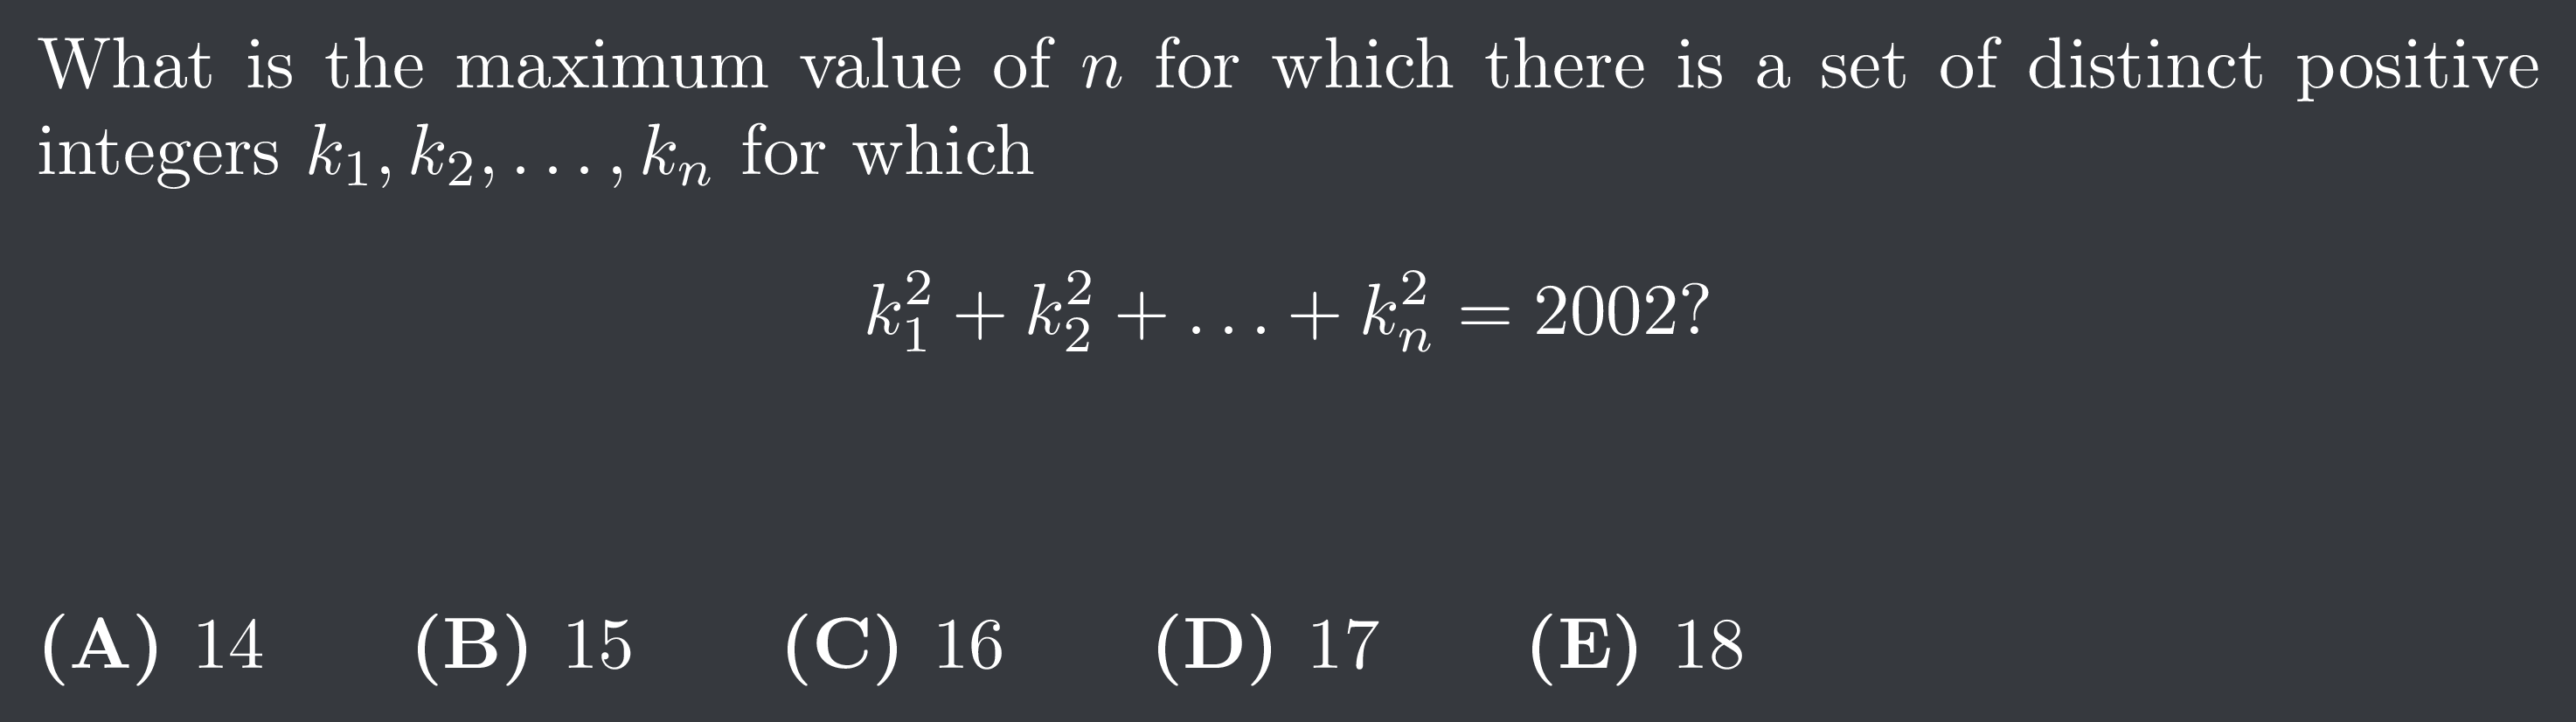 What is the maximum value of n for which there is a set of distinct positive
integers k₁, k₂, . . . , kₙ for which
k₁² + k₂² + . . . + kₙ² = 2002?
(A) 14 (B) 15 (C) 16 (D) 17 (E) 18